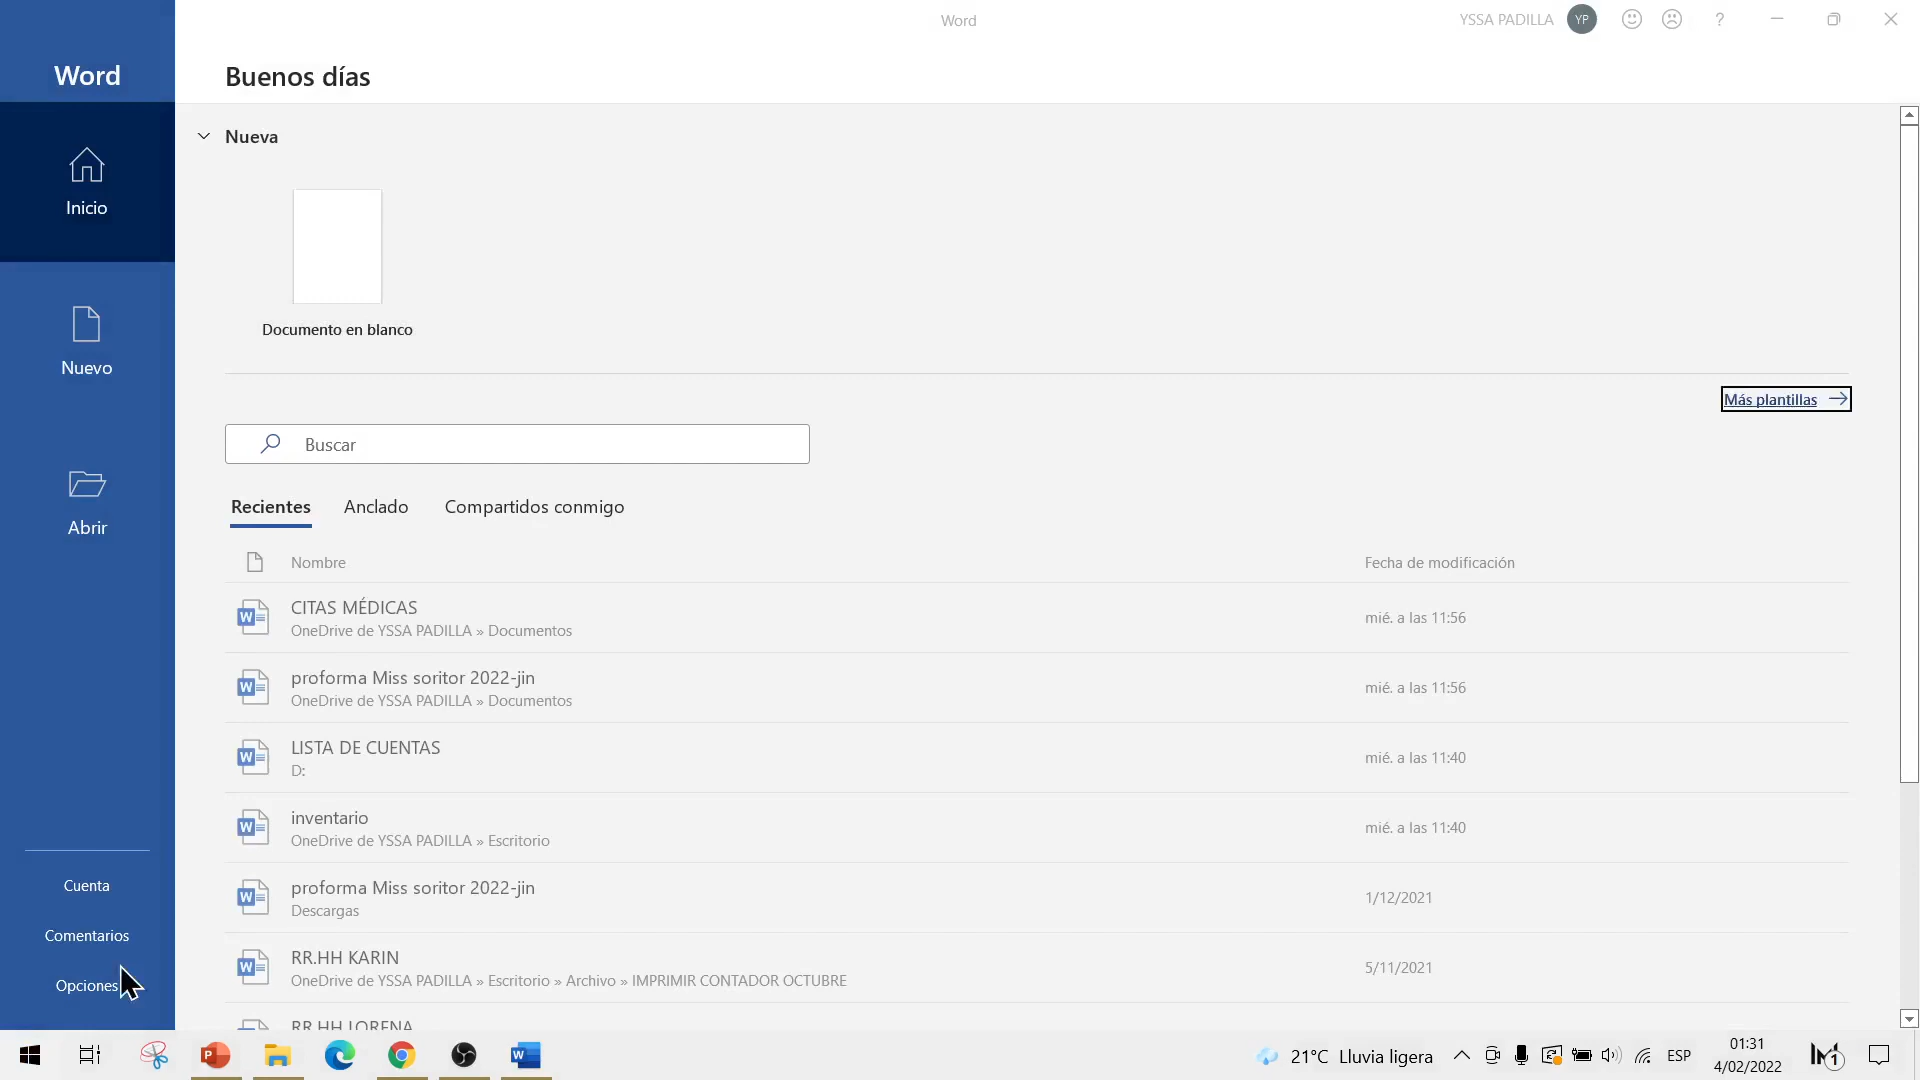 Word
YSSA PADILLA
YP
?
Word
Buenos días
Nueva
Inicio
Documento en blanco
Nuevo
Más plantillas
Buscar
Recientes
Anclado
Compartidos conmigo
Abrir
Nombre
Fecha de modificación
CITAS MÉDICAS
OneDrive de YSSA PADILLA » Documentos
mié. a las 11:56
proforma Miss soritor 2022-jin
OneDrive de YSSA PADILLA » Documentos
mié. a las 11:56
LISTA DE CUENTAS
D:
mié. a las 11:40
inventario
OneDrive de YSSA PADILLA » Escritorio
mié. a las 11:40
proforma Miss soritor 2022-jin
Descargas
1/12/2021
RR.HH KARIN
OneDrive de YSSA PADILLA » Escritorio » Archivo » IMPRIMIR CONTADOR OCTUBRE
5/11/2021
RR.HH LORENA
Cuenta
Comentarios
Opciones
21°C Lluvia ligera
ESP
01:31
4/02/2022
1